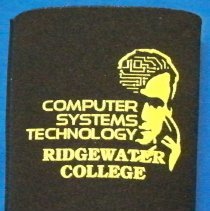 COMPUTER
SYSTEMS
TECHNOLOGY
RIDGEWATER
COLLEGE